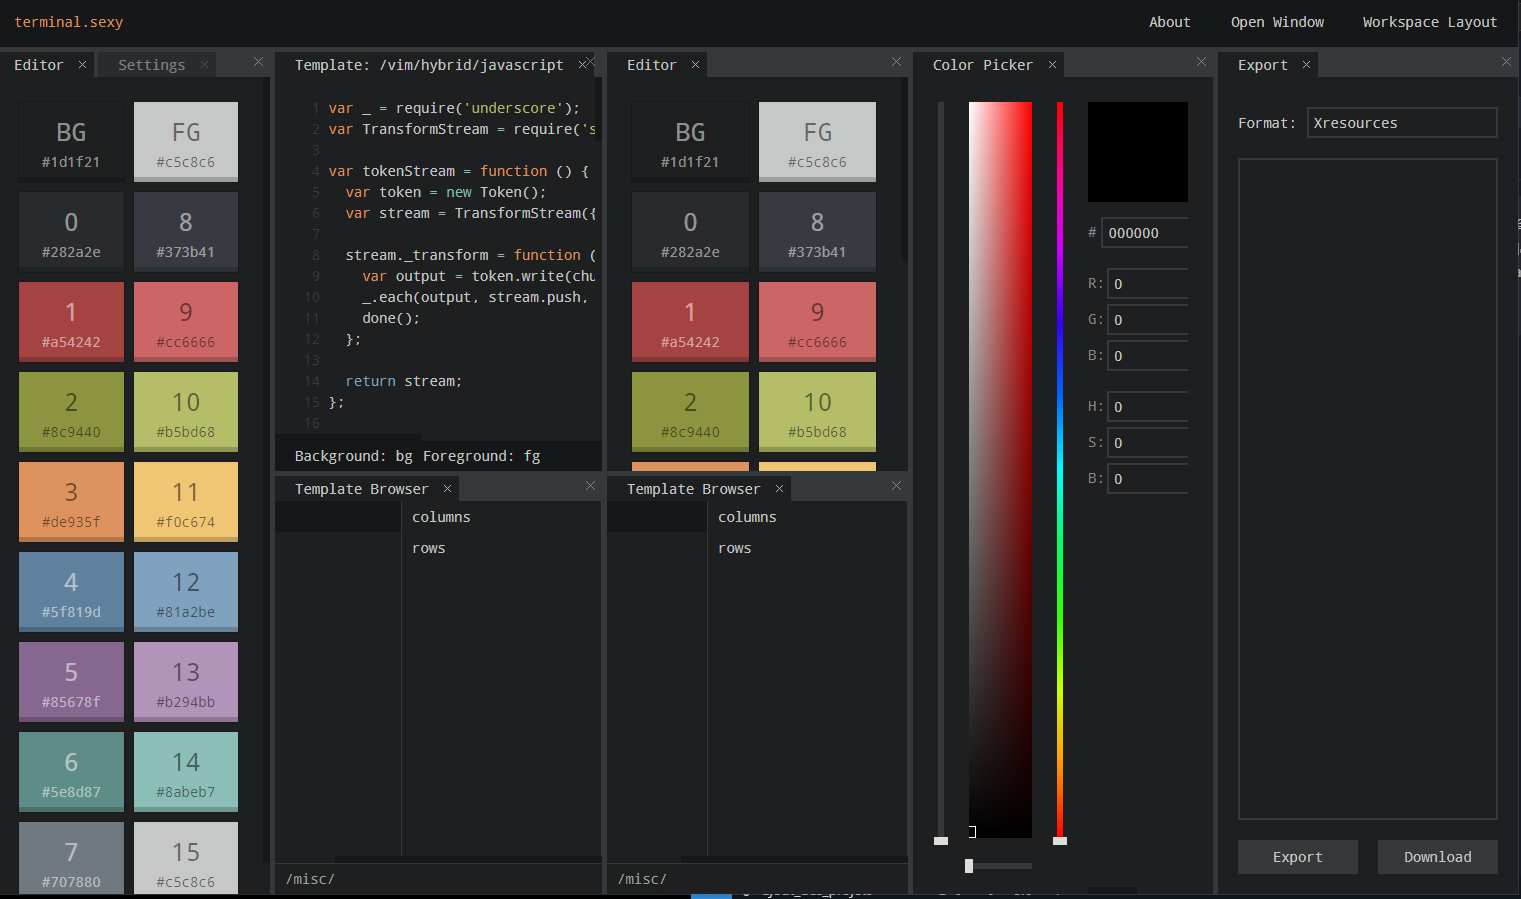 terminal.sexy
About Open Window Workspace Layout
Editor × Settings ×
BG
#1d1f21
FG
#c5c8c6
0
#282a2e
8
#373b41
1
#a54242
9
#cc6666
2
#8c9440
10
#b5bd68
3
#de935f
11
#f0c674
4
#5f819d
12
#81a2be
5
#85678f
13
#b294bb
6
#5e8d87
14
#8abeb7
7
#707880
15
#c5c8c6
Template: /vim/hybrid/javascript ×
1 var _ = require('underscore');
2 var TransformStream = require('s
3
4 var tokenStream = function () {
5 var token = new Token();
6 var stream = TransformStream({
7
8 stream._transform = function (
9 var output = token.write(chu
10 _.each(output, stream.push,
11 done();
12 };
13
14 return stream;
15 };
16
Background: bg Foreground: fg
Template Browser ×
columns
rows
/misc/
Editor ×
BG
#1d1f21
FG
#c5c8c6
0
#282a2e
8
#373b41
1
#a54242
9
#cc6666
2
#8c9440
10
#b5bd68
Template Browser ×
columns
rows
/misc/
Color Picker ×
# 000000
R: 0
G: 0
B: 0
H: 0
S: 0
B: 0
Export ×
Format: Xresources
Export Download